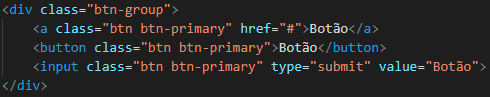 <div class="btn-group">
    <a class="btn btn-primary" href="#">Botão</a>
    <button class="btn btn-primary">Botão</button>
    <input class="btn btn-primary" type="submit" value="Botão">
</div>